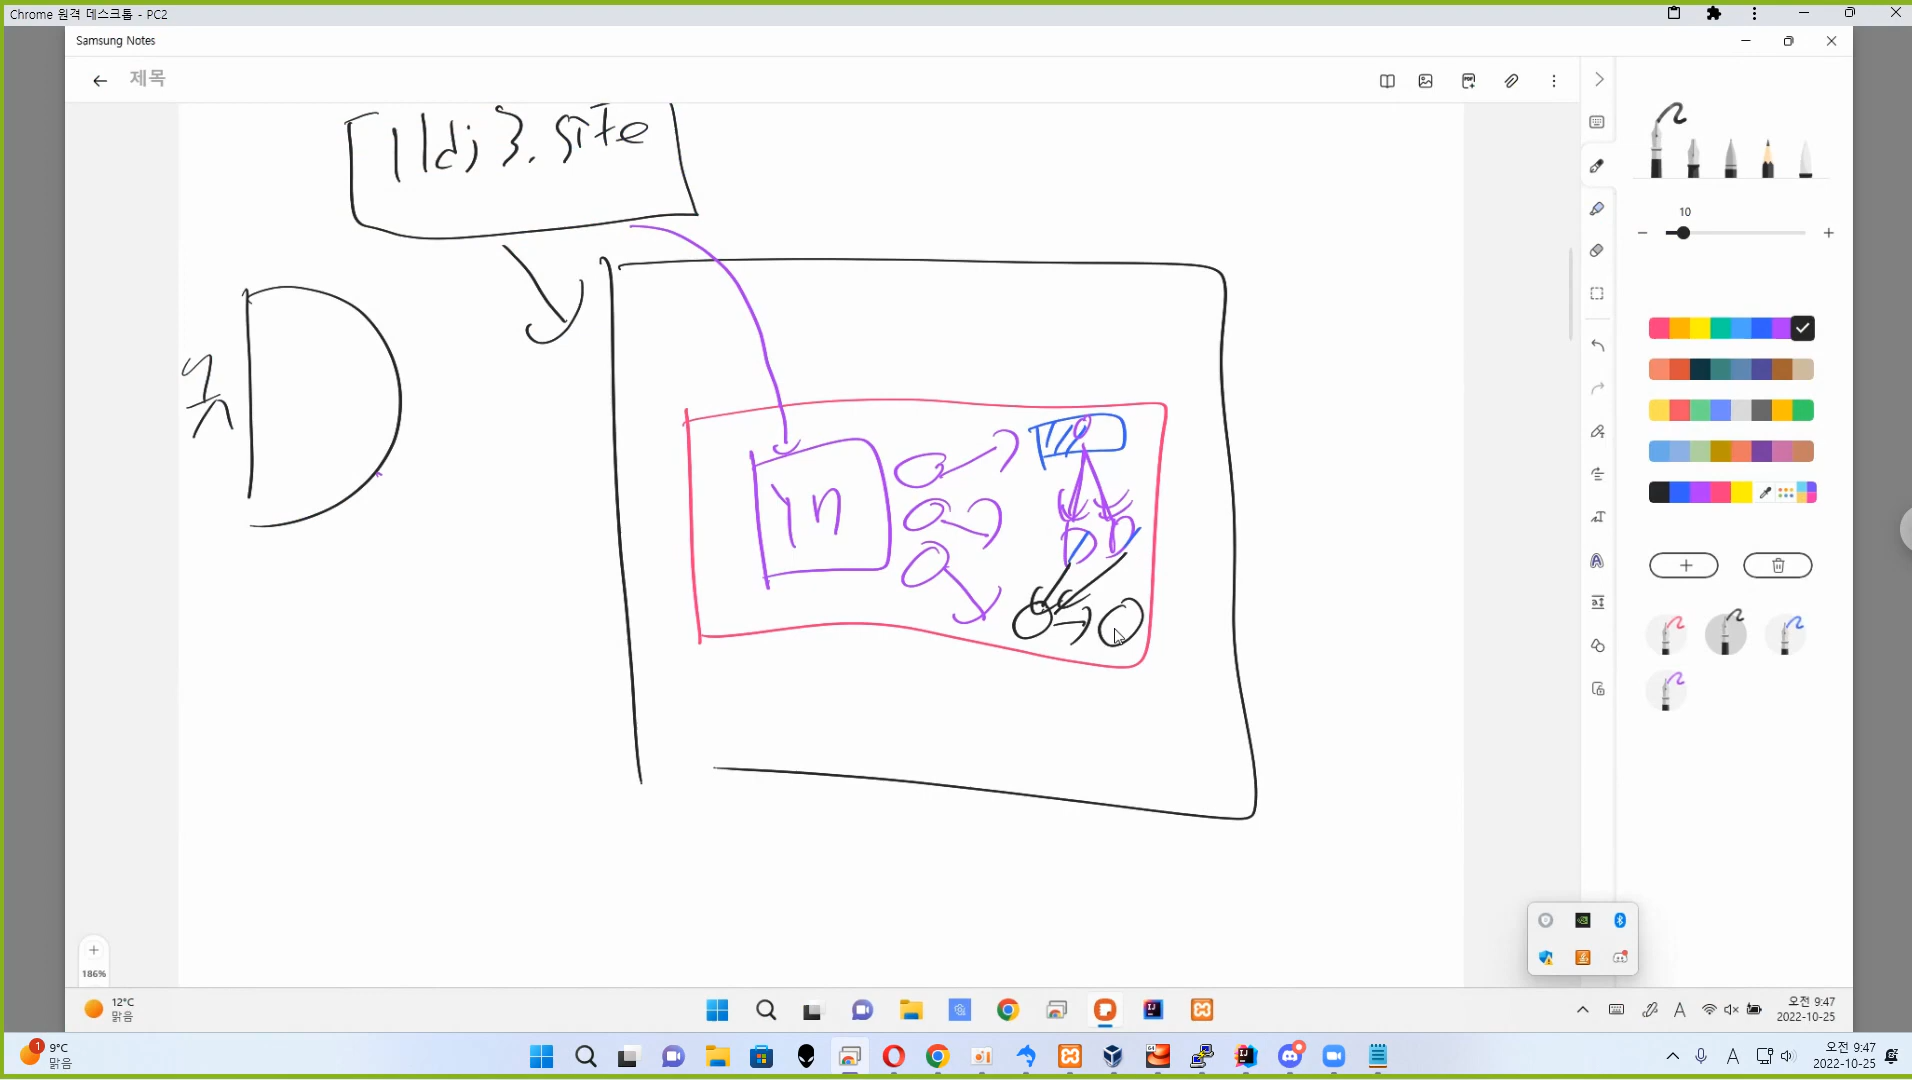 Chrome 원격 데스크톱 - PC2
Samsung Notes
제목
site
10
Yn
186%
12°C
맑음
오전 9:47
2022-10-25
9°C
맑음
오전 9:47
2022-10-25